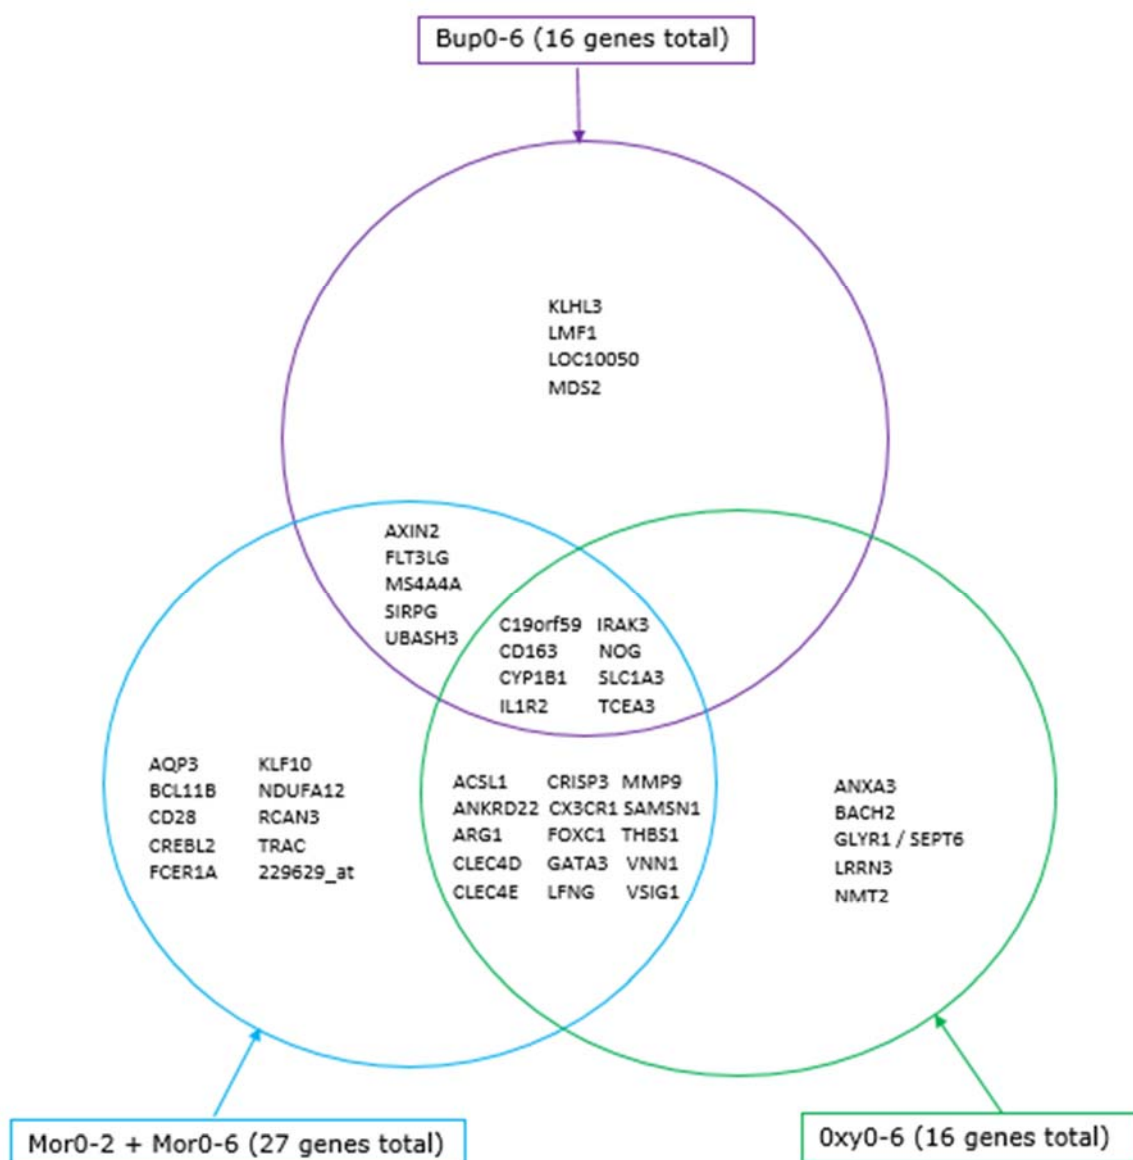 Bup0-6 (16 genes total)
KLHL3
LMF1
LOC10050
MDS2
AXIN2
FLT3LG
MS4A4A
SIRPG
UBASH3
C19orf59 IRAK3
CD163 NOG
CYP1B1 SLC1A3
IL1R2 TCEA3
AQP3 KLF10
BCL11B NDUFA12
CD28 RCAN3
CREBL2 TRAC
FCER1A 229629_at
ACSL1 CRISP3 MMP9
ANKRD22 CX3CR1 SAMSN1
ARG1 FOXC1 THBS1
CLEC4D GATA3 VNN1
CLEC4E LFNG VSIG1
ANXA3
BACH2
GLYR1 / SEPT6
LRRN3
NMT2
Mor0-2 + Mor0-6 (27 genes total)
0xy0-6 (16 genes total)